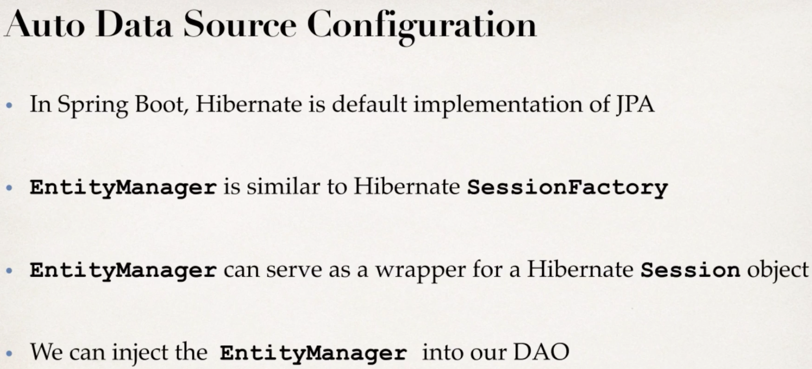 Auto Data Source Configuration
• In Spring Boot, Hibernate is default implementation of JPA
• EntityManager is similar to Hibernate SessionFactory
• EntityManager can serve as a wrapper for a Hibernate Session object
• We can inject the EntityManager into our DAO